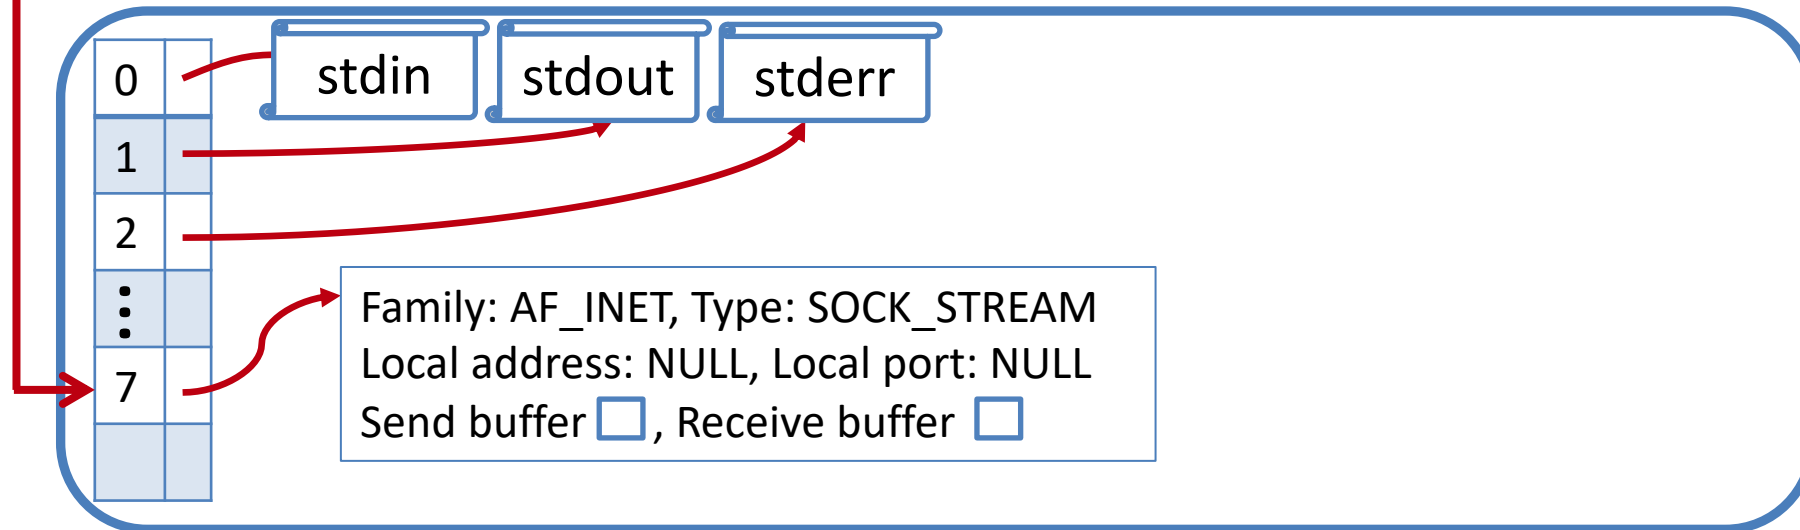 0 stdin stdout stderr
1
2
⋮
Family: AF_INET, Type: SOCK_STREAM
Local address: NULL, Local port: NULL
7
Send buffer , Receive buffer